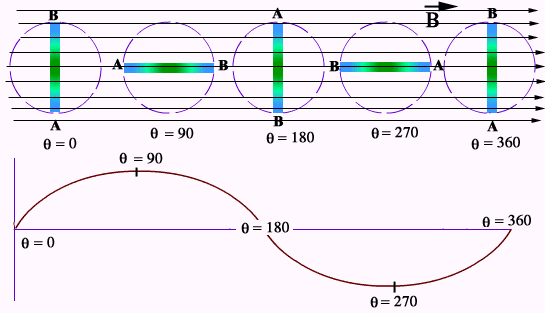 B A B
B
A B B A
A B A
θ = 0 θ = 90 θ = 180 θ = 270 θ = 360
θ = 90
θ = 0 θ = 180 θ = 360
θ = 270